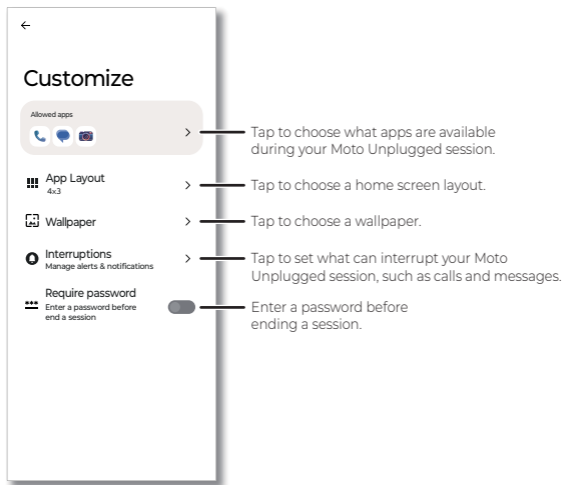 Customize
Allowed apps
Tap to choose what apps are available
during your Moto Unplugged session.
App Layout
4x3
Tap to choose a home screen layout.
Wallpaper
Tap to choose a wallpaper.
Interruptions
Manage alerts & notifications
Tap to set what can interrupt your Moto
Unplugged session, such as calls and messages.
Require password
Enter a password before
end a session
Enter a password before
ending a session.